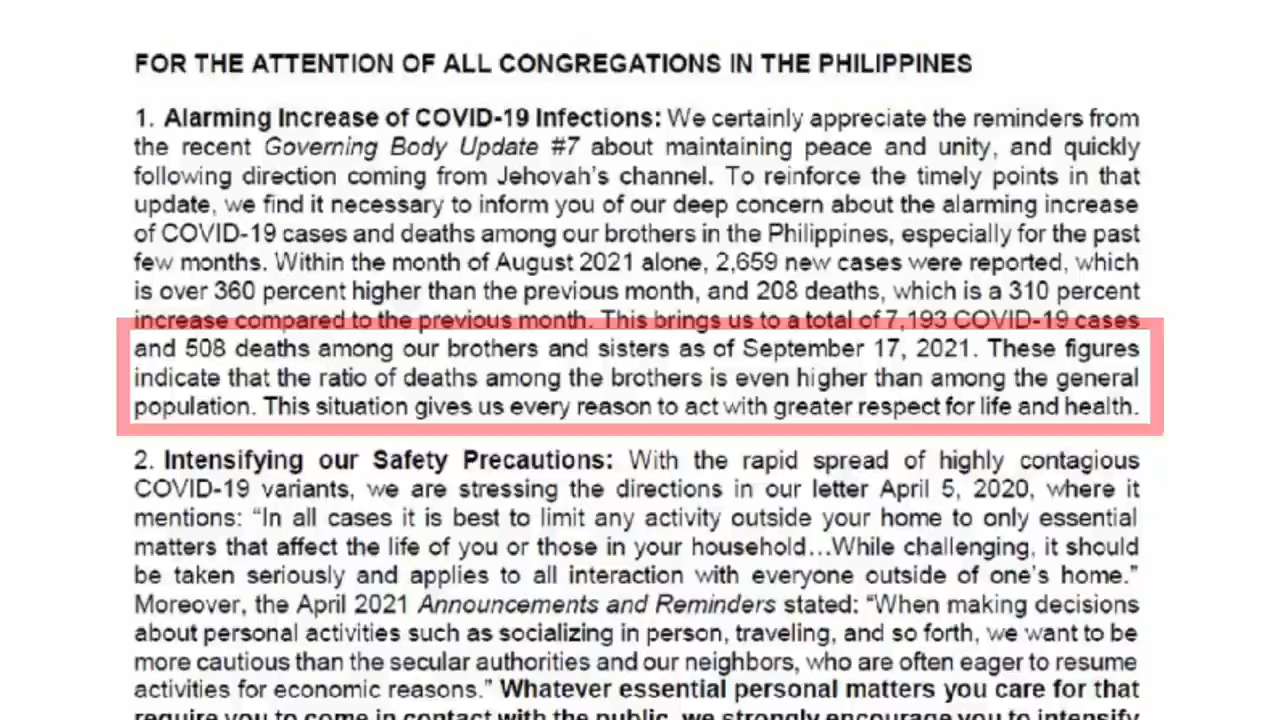 FOR THE ATTENTION OF ALL CONGREGATIONS IN THE PHILIPPINES
1. Alarming Increase of COVID-19 Infections: We certainly appreciate the reminders from
the recent Governing Body Update #7 about maintaining peace and unity, and quickly
following direction coming from Jehovah's channel. To reinforce the timely points in that
update, we find it necessary to inform you of our deep concern about the alarming increase
of COVID-19 cases and deaths among our brothers in the Philippines, especially for the past
few months. Within the month of August 2021 alone, 2,659 new cases were reported, which
is over 360 percent higher than the previous month, and 208 deaths, which is a 310 percent
increase compared to the previous month. This brings us to a total of 7,193 COVID-19 cases
and 508 deaths among our brothers and sisters as of September 17, 2021. These figures
indicate that the ratio of deaths among the brothers is even higher than among the general
population. This situation gives us every reason to act with greater respect for life and health.
2. Intensifying our Safety Precautions: With the rapid spread of highly contagious
COVID-19 variants, we are stressing the directions in our letter April 5, 2020, where it
mentions: “In all cases it is best to limit any activity outside your home to only essential
matters that affect the life of you or those in your household…While challenging, it should
be taken seriously and applies to all interaction with everyone outside of one's home.”
Moreover, the April 2021 Announcements and Reminders stated: “When making decisions
about personal activities such as socializing in person, traveling, and so forth, we want to be
more cautious than the secular authorities and our neighbors, who are often eager to resume
activities for economic reasons.” Whatever essential personal matters you care for that
require you to come in contact with the public, we strongly encourage you to intensify